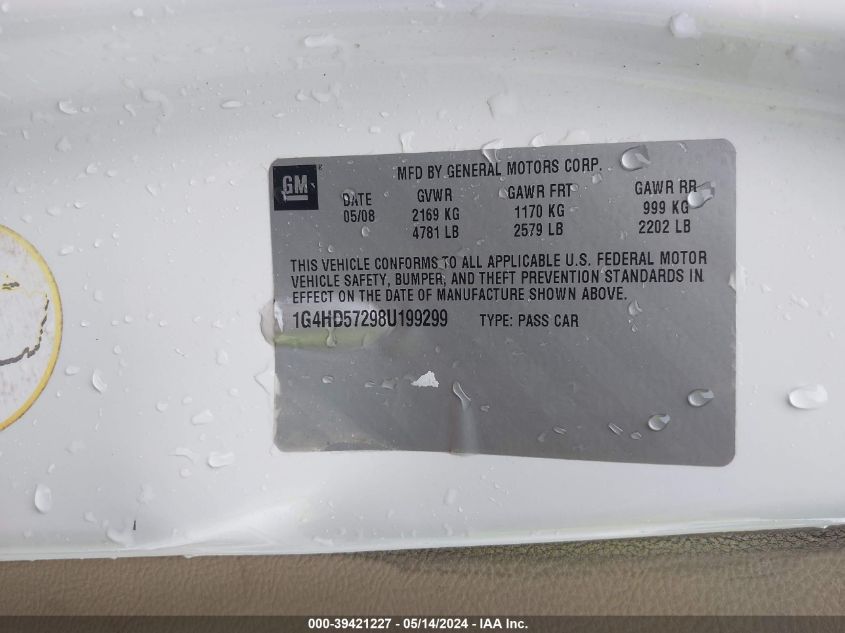 GM
MFD BY GENERAL MOTORS CORP.
DATE GVWR GAWR FRT GAWR RR
05/08 2169 KG 1170 KG 999 KG
4781 LB 2579 LB 2202 LB
THIS VEHICLE CONFORMS TO ALL APPLICABLE U.S. FEDERAL MOTOR
VEHICLE SAFETY, BUMPER, AND THEFT PREVENTION STANDARDS IN
EFFECT ON THE DATE OF MANUFACTURE SHOWN ABOVE.
1G4HD57298U199299 TYPE: PASS CAR
000-39421227 - 05/14/2024 - IAA Inc.